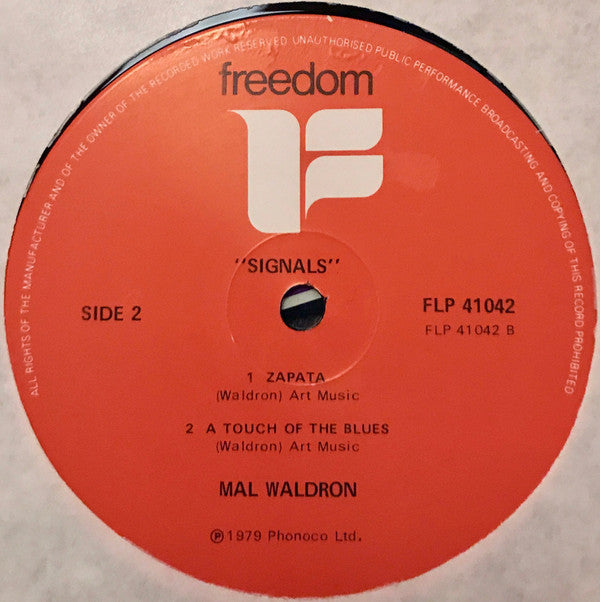 ALL RIGHTS OF THE MANUFACTURER AND OF THE OWNER OF THE RECORDED WORK RESERVED UNAUTHORISED PUBLIC PERFORMANCE BROADCASTING AND COPYING OF THIS RECORD PROHIBITED
freedom
F
"SIGNALS"
SIDE 2
FLP 41042
FLP 41042 B
1 ZAPATA
(Waldron) Art Music
2 A TOUCH OF THE BLUES
(Waldron) Art Music
MAL WALDRON
℗ 1979 Phonoco Ltd.